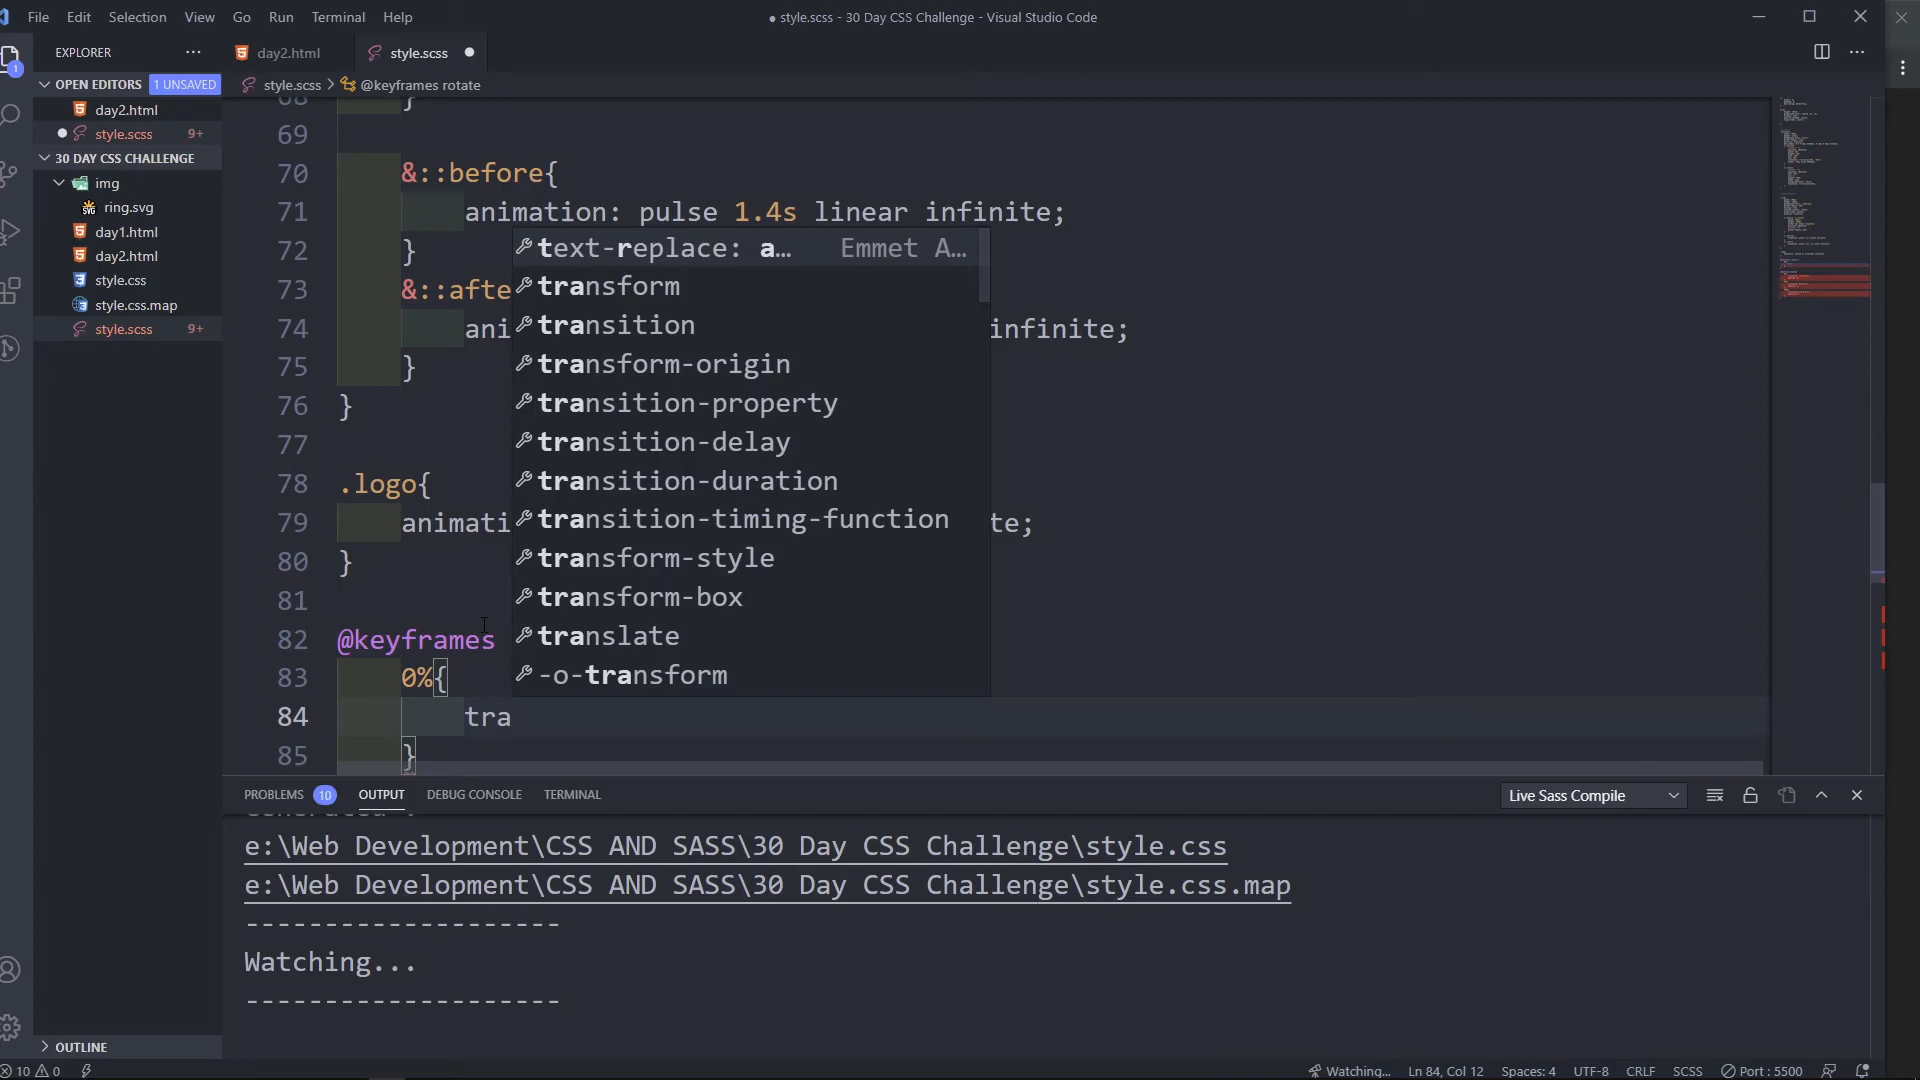 File Edit Selection View Go Run Terminal Help
● style.scss - 30 Day CSS Challenge - Visual Studio Code
EXPLORER
day2.html
style.scss
OPEN EDITORS 1 UNSAVED
style.scss > @keyframes rotate
day2.html
style.scss 9+
30 DAY CSS CHALLENGE
img
ring.svg
day1.html
day2.html
style.css
style.css.map
style.scss 9+
68 }
69
70 &::before{
71 animation: pulse 1.4s linear infinite;
72 }
73 &::afte
74 ani infinite;
75 }
76 }
77
78 .logo{
79 animati te;
80 }
81
82 @keyframes
83 0%{
84 tra
85 }
text-replace: a… Emmet A…
transform
transition
transform-origin
transition-property
transition-delay
transition-duration
transition-timing-function
transform-style
transform-box
translate
-o-transform
PROBLEMS 10 OUTPUT DEBUG CONSOLE TERMINAL
Live Sass Compile
Generated :
e:\Web Development\CSS AND SASS\30 Day CSS Challenge\style.css
e:\Web Development\CSS AND SASS\30 Day CSS Challenge\style.css.map
--------------------
Watching...
--------------------
OUTLINE
10 0
Watching... Ln 84, Col 12 Spaces: 4 UTF-8 CRLF SCSS Port : 5500